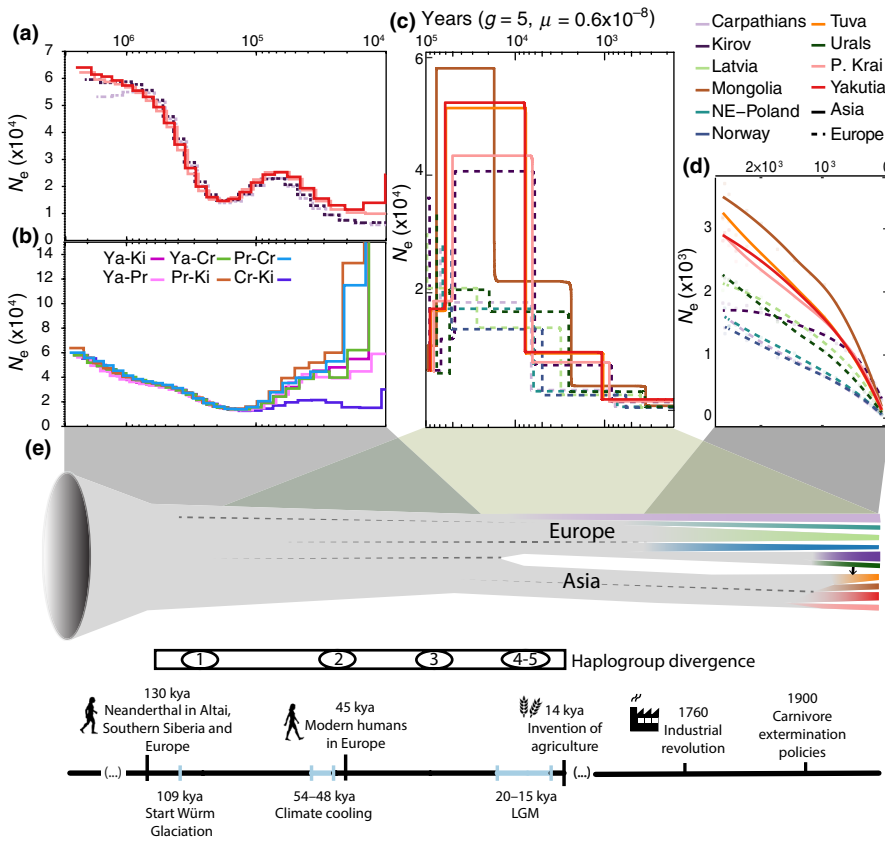 (a)
10⁶ 10⁵ 10⁴
7
6
5
4
3
2
1
0
Nₑ (x10⁴)
(b)
14
12
10
8
6
4
2
0
Nₑ (x10⁴)
Ya-Ki Ya-Cr Pr-Cr
Ya-Pr Pr-Ki Cr-Ki
(c) Years (g = 5, μ = 0.6x10⁻⁸)
10⁵ 10⁴ 10³
6
4
2
Nₑ (x10⁴)
Carpathians
Kirov
Latvia
Mongolia
NE–Poland
Norway
Tuva
Urals
P. Krai
Yakutia
Asia
Europe
(d)
2x10³ 10³ 0
3
2
1
0
Nₑ (x10³)
(e)
Europe
Asia
1 2 3 4-5 Haplogroup divergence
130 kya
Neanderthal in Altai,
Southern Siberia and
Europe
45 kya
Modern humans
in Europe
14 kya
Invention of
agriculture
1760
Industrial
revolution
1900
Carnivore
extermination
policies
(...) (...)
109 kya
Start Würm
Glaciation
54–48 kya
Climate cooling
20–15 kya
LGM